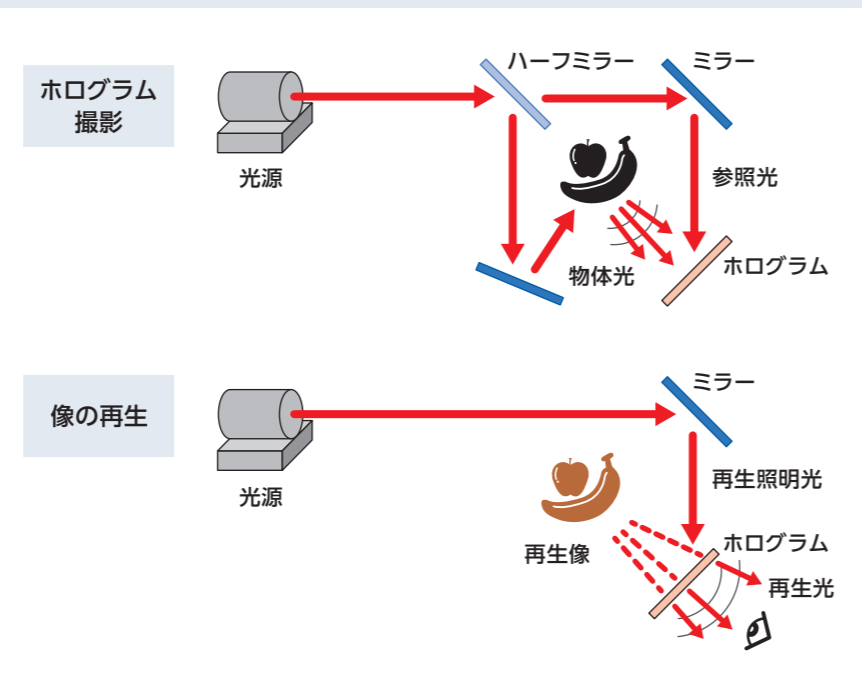 ホログラム
撮影
光源
ハーフミラー
ミラー
参照光
物体光
ホログラム
像の再生
光源
ミラー
再生照明光
再生像
ホログラム
再生光